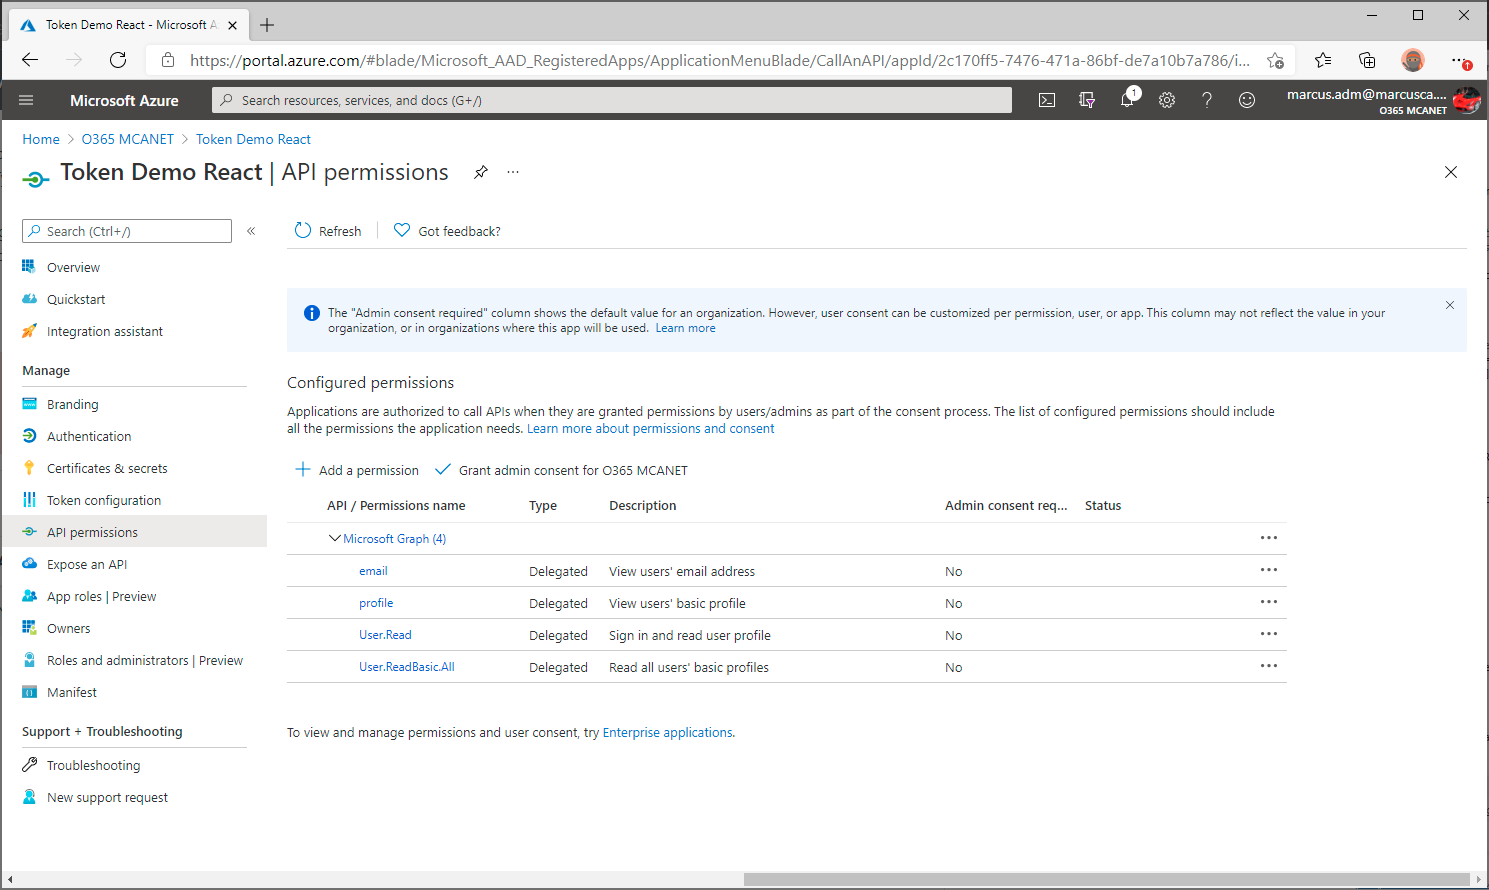 Token Demo React - Microsoft A
https://portal.azure.com/#blade/Microsoft_AAD_RegisteredApps/ApplicationMenuBlade/CallAnAPI/appId/2c170ff5-7476-471a-86bf-de7a10b7a786/i...
Microsoft Azure
Search resources, services, and docs (G+/)
1
marcus.adm@marcusca....
O365 MCANET
Home > O365 MCANET > Token Demo React
Token Demo React | API permissions
Search (Ctrl+/)
Overview
Quickstart
Integration assistant
Manage
Branding
Authentication
Certificates & secrets
Token configuration
API permissions
Expose an API
App roles | Preview
Owners
Roles and administrators | Preview
Manifest
Support + Troubleshooting
Troubleshooting
New support request
Refresh
Got feedback?
The "Admin consent required" column shows the default value for an organization. However, user consent can be customized per permission, user, or app. This column may not reflect the value in your
organization, or in organizations where this app will be used. Learn more
Configured permissions
Applications are authorized to call APIs when they are granted permissions by users/admins as part of the consent process. The list of configured permissions should include
all the permissions the application needs. Learn more about permissions and consent
Add a permission Grant admin consent for O365 MCANET
API / Permissions name Type Description Admin consent req... Status
Microsoft Graph (4)
email Delegated View users' email address No
profile Delegated View users' basic profile No
User.Read Delegated Sign in and read user profile No
User.ReadBasic.All Delegated Read all users' basic profiles No
To view and manage permissions and user consent, try Enterprise applications.